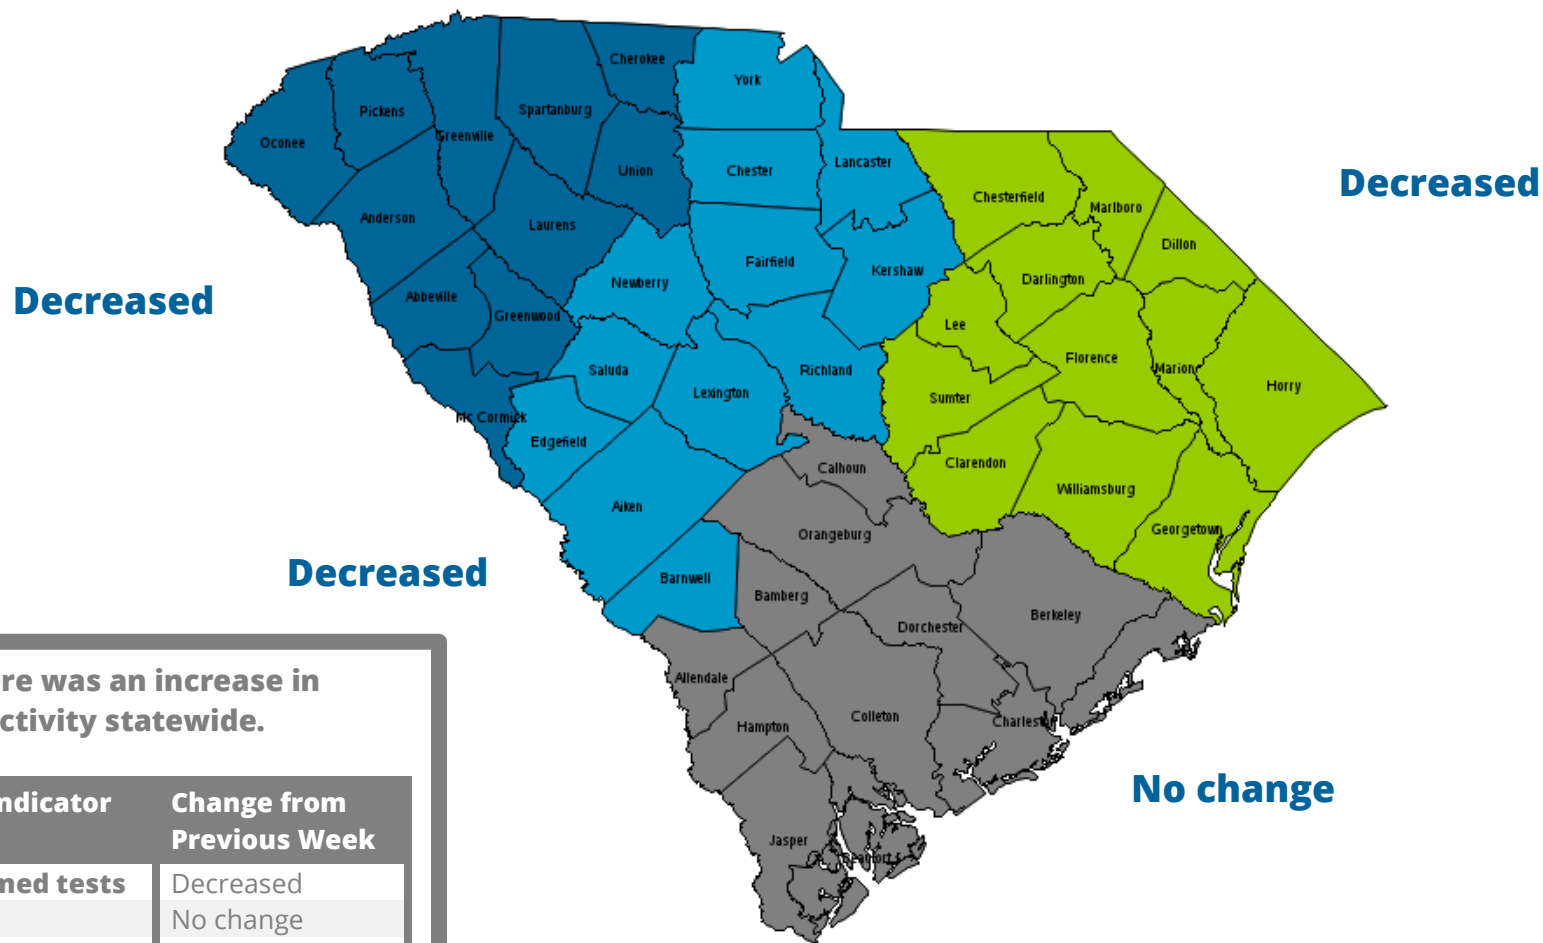 Cherokee
York
Pickens
Spartanburg
Greenville
Oconee
Union
Chester
Lancaster
Decreased
Chesterfield
Marlboro
Anderson
Laurens
Dillon
Fairfield
Kershaw
Newberry
Darlington
Decreased
Abbeville
Greenwood
Lee
Florence
Saluda
Richland
Marion
Horry
Lexington
Sumter
Mc Cormick
Edgefield
Calhoun
Clarendon
Williamsburg
Aiken
Orangeburg
Georgetown
Decreased
Barnwell
Bamberg
Berkeley
Dorchester
re was an increase in
ctivity statewide.
Allendale
Hampton
Colleton
Charleston
No change
ndicator
Change from
Previous Week
Jasper
Beaufort
med tests
Decreased
No change